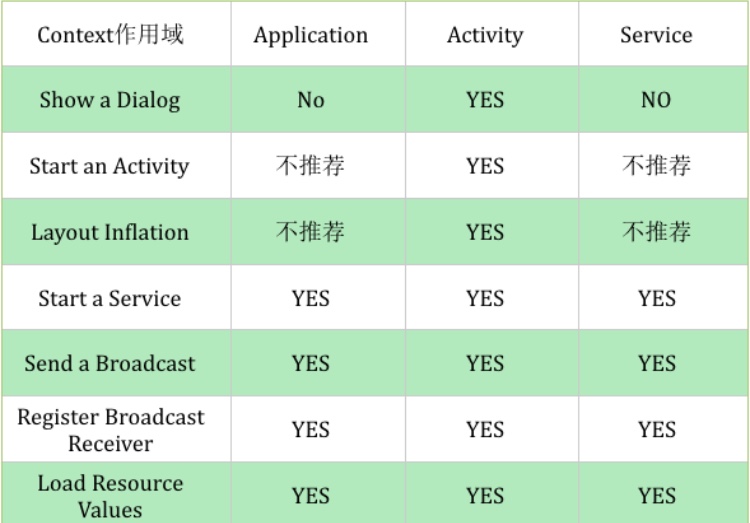 Context作用域 Application Activity Service
Show a Dialog No YES NO
Start an Activity 不推荐 YES 不推荐
Layout Inflation 不推荐 YES 不推荐
Start a Service YES YES YES
Send a Broadcast YES YES YES
Register Broadcast
Receiver YES YES YES
Load Resource
Values YES YES YES